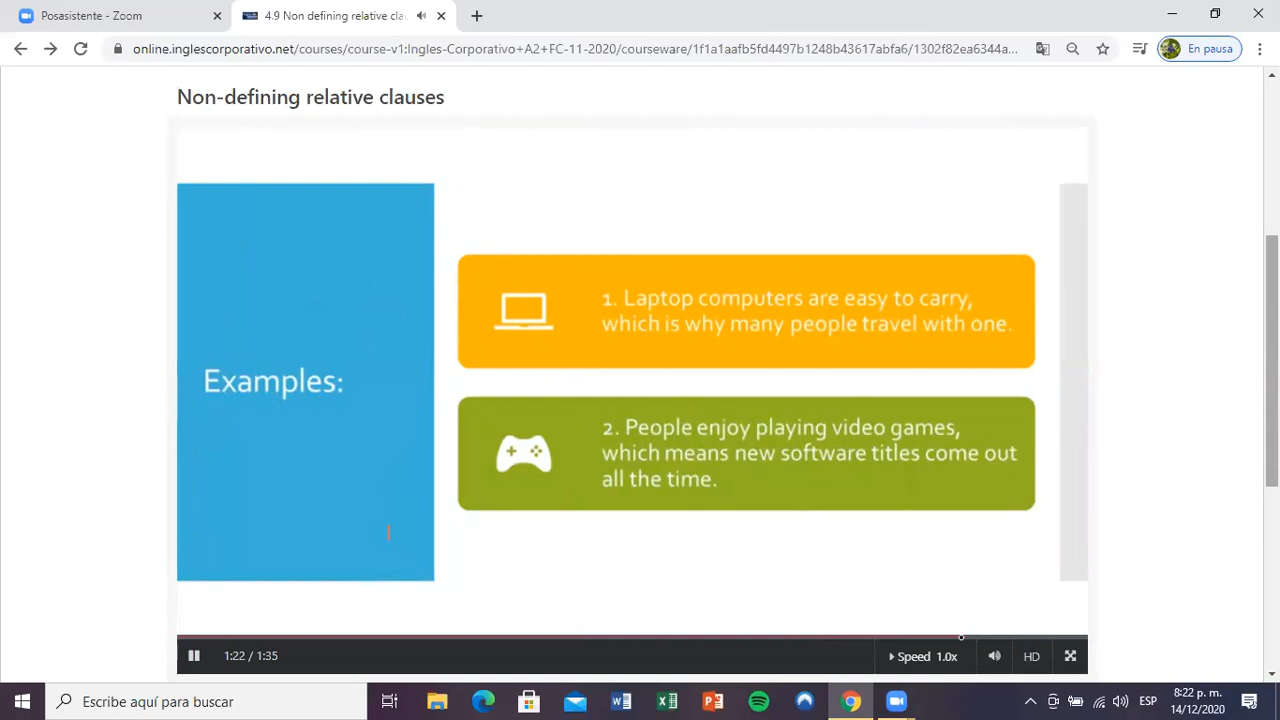 Posasistente - Zoom
4.9 Non defining relative clau
online.inglescorporativo.net/courses/course-v1:Ingles-Corporativo+A2+FC-11-2020/courseware/1f1a1aafb5fd4497b1248b43617abfa6/1302f82ea6344a...
En pausa
Non-defining relative clauses
Examples:
1. Laptop computers are easy to carry,
which is why many people travel with one.
2. People enjoy playing video games,
which means new software titles come out
all the time.
1:22 / 1:35
Speed 1.0x
HD
Escribe aquí para buscar
ESP
8:22 p. m.
14/12/2020